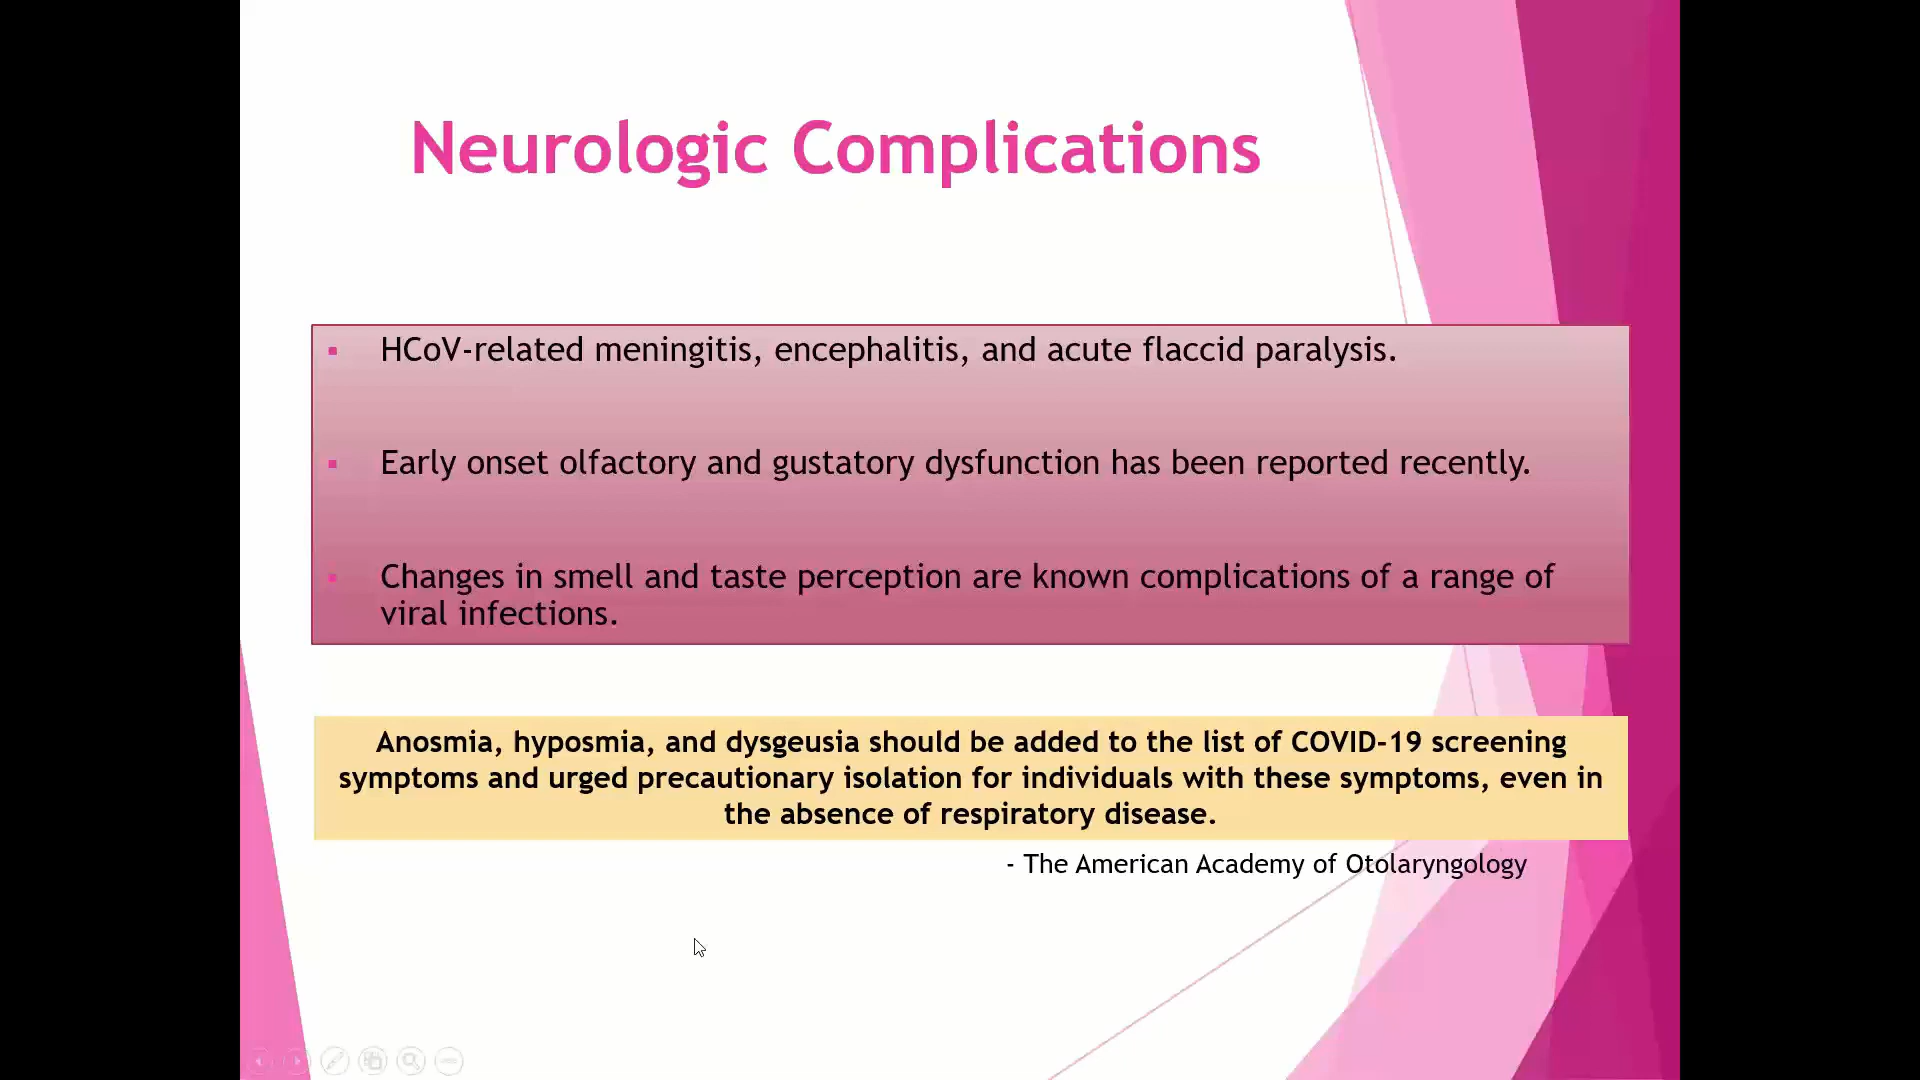 Neurologic Complications
▪ HCoV-related meningitis, encephalitis, and acute flaccid paralysis.
▪ Early onset olfactory and gustatory dysfunction has been reported recently.
▪ Changes in smell and taste perception are known complications of a range of
viral infections.
Anosmia, hyposmia, and dysgeusia should be added to the list of COVID-19 screening
symptoms and urged precautionary isolation for individuals with these symptoms, even in
the absence of respiratory disease.
- The American Academy of Otolaryngology